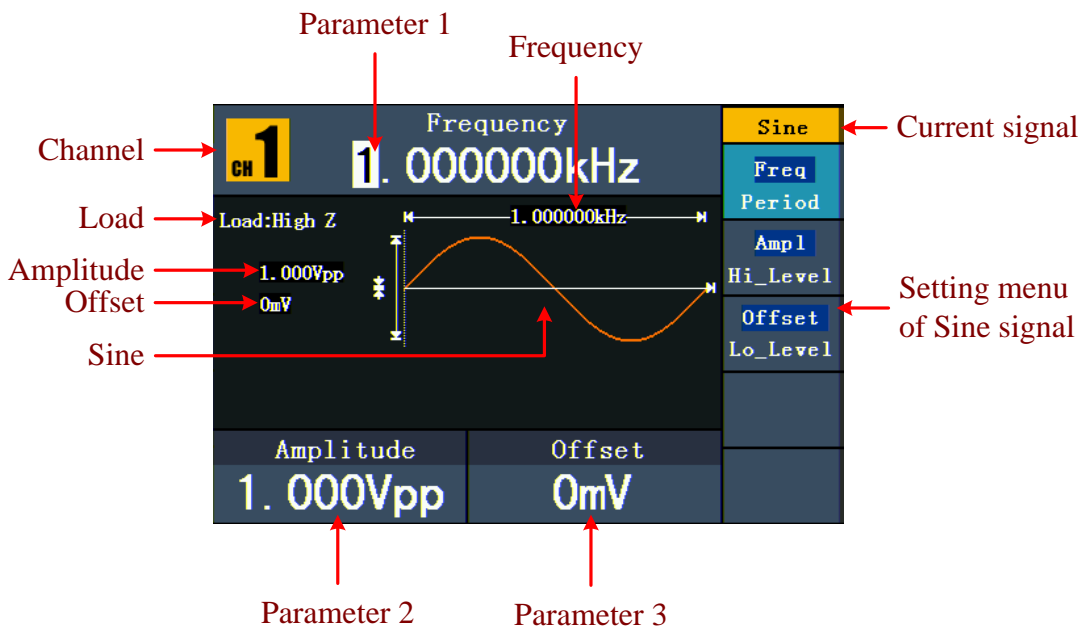 Parameter 1
Frequency
Channel
CH 1
Frequency
1. 000000kHz
Sine
Current signal
Freq
Period
Load
Load:High Z
1. 000000kHz
Amplitude
1. 000Vpp
Ampl
Hi_Level
Offset
0mV
Offset
Lo_Level
Setting menu
of Sine signal
Sine
Amplitude
1. 000Vpp
Offset
0mV
Parameter 2
Parameter 3